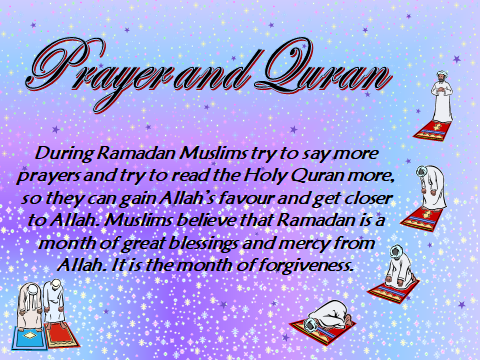 Prayer and Quran
During Ramadan Muslims try to say more
prayers and try to read the Holy Quran more,
so they can gain Allah's favour and get closer
to Allah. Muslims believe that Ramadan is a
month of great blessings and mercy from
Allah. It is the month of forgiveness.